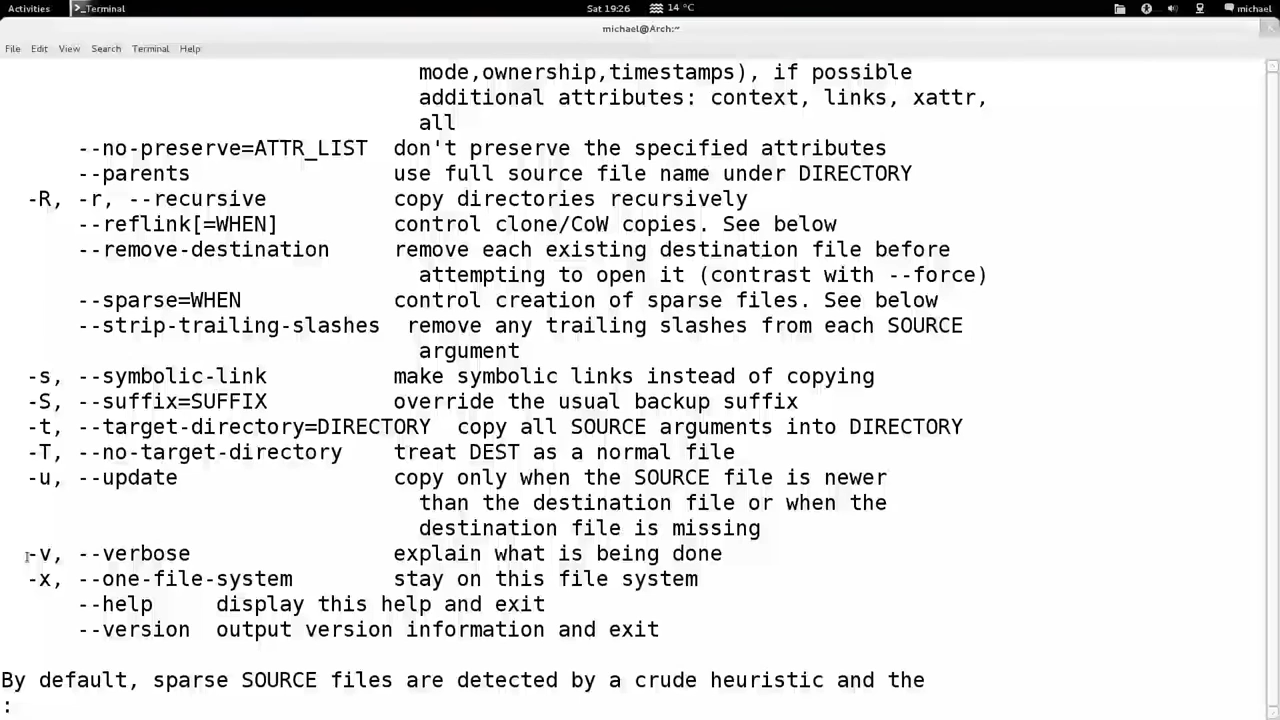 Activities
Terminal
Sat 19:26
14 °C
michael
michael@Arch:~
File Edit View Search Terminal Help
mode,ownership,timestamps), if possible
additional attributes: context, links, xattr,
all
--no-preserve=ATTR_LIST  don't preserve the specified attributes
--parents  use full source file name under DIRECTORY
-R, -r, --recursive  copy directories recursively
--reflink[=WHEN]  control clone/CoW copies. See below
--remove-destination  remove each existing destination file before
attempting to open it (contrast with --force)
--sparse=WHEN  control creation of sparse files. See below
--strip-trailing-slashes  remove any trailing slashes from each SOURCE
argument
-s, --symbolic-link  make symbolic links instead of copying
-S, --suffix=SUFFIX  override the usual backup suffix
-t, --target-directory=DIRECTORY  copy all SOURCE arguments into DIRECTORY
-T, --no-target-directory  treat DEST as a normal file
-u, --update  copy only when the SOURCE file is newer
than the destination file or when the
destination file is missing
-v, --verbose  explain what is being done
-x, --one-file-system  stay on this file system
--help  display this help and exit
--version  output version information and exit
By default, sparse SOURCE files are detected by a crude heuristic and the
: